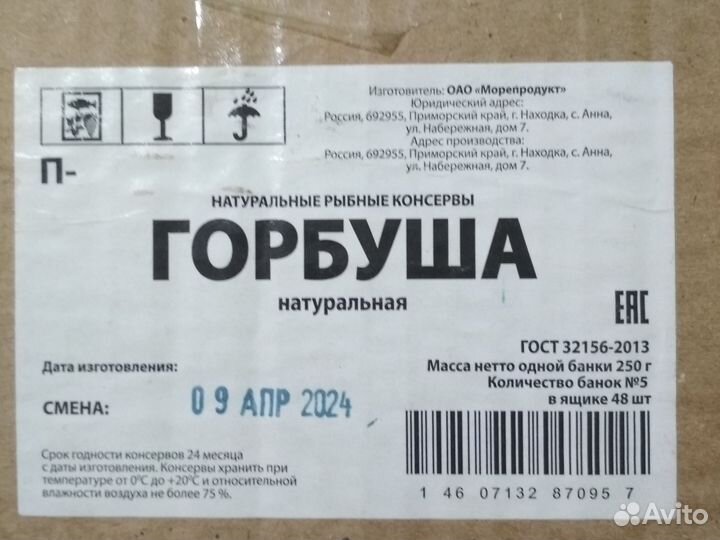 Изготовитель: ОАО «Морепродукт»
Юридический адрес:
Россия, 692955, Приморский край, г. Находка, с. Анна,
ул. Набережная, дом 7.
Адрес производства:
Россия, 692955, Приморский край, г. Находка, с. Анна,
ул. Набережная, дом 7.
П-
НАТУРАЛЬНЫЕ РЫБНЫЕ КОНСЕРВЫ
ГОРБУША
натуральная
EAC
ГОСТ 32156-2013
Масса нетто одной банки 250 г
Количество банок №5
в ящике 48 шт
Дата изготовления:
СМЕНА: 09 АПР 2024
Срок годности консервов 24 месяца
с даты изготовления. Консервы хранить при
температуре от 0°С до +20°С и относительной
влажности воздуха не более 75 %.
1 46 07132 87095 7
Avito